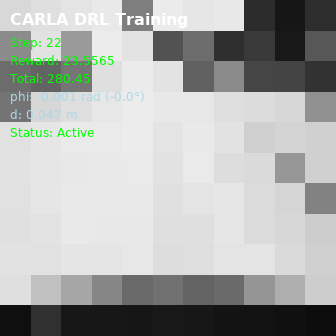 CARLA DRL Training
Step: 22
Reward: 23.5565
Total: 280.45
phi: -0.001 rad (-0.0°)
d: 0.047 m
Status: Active